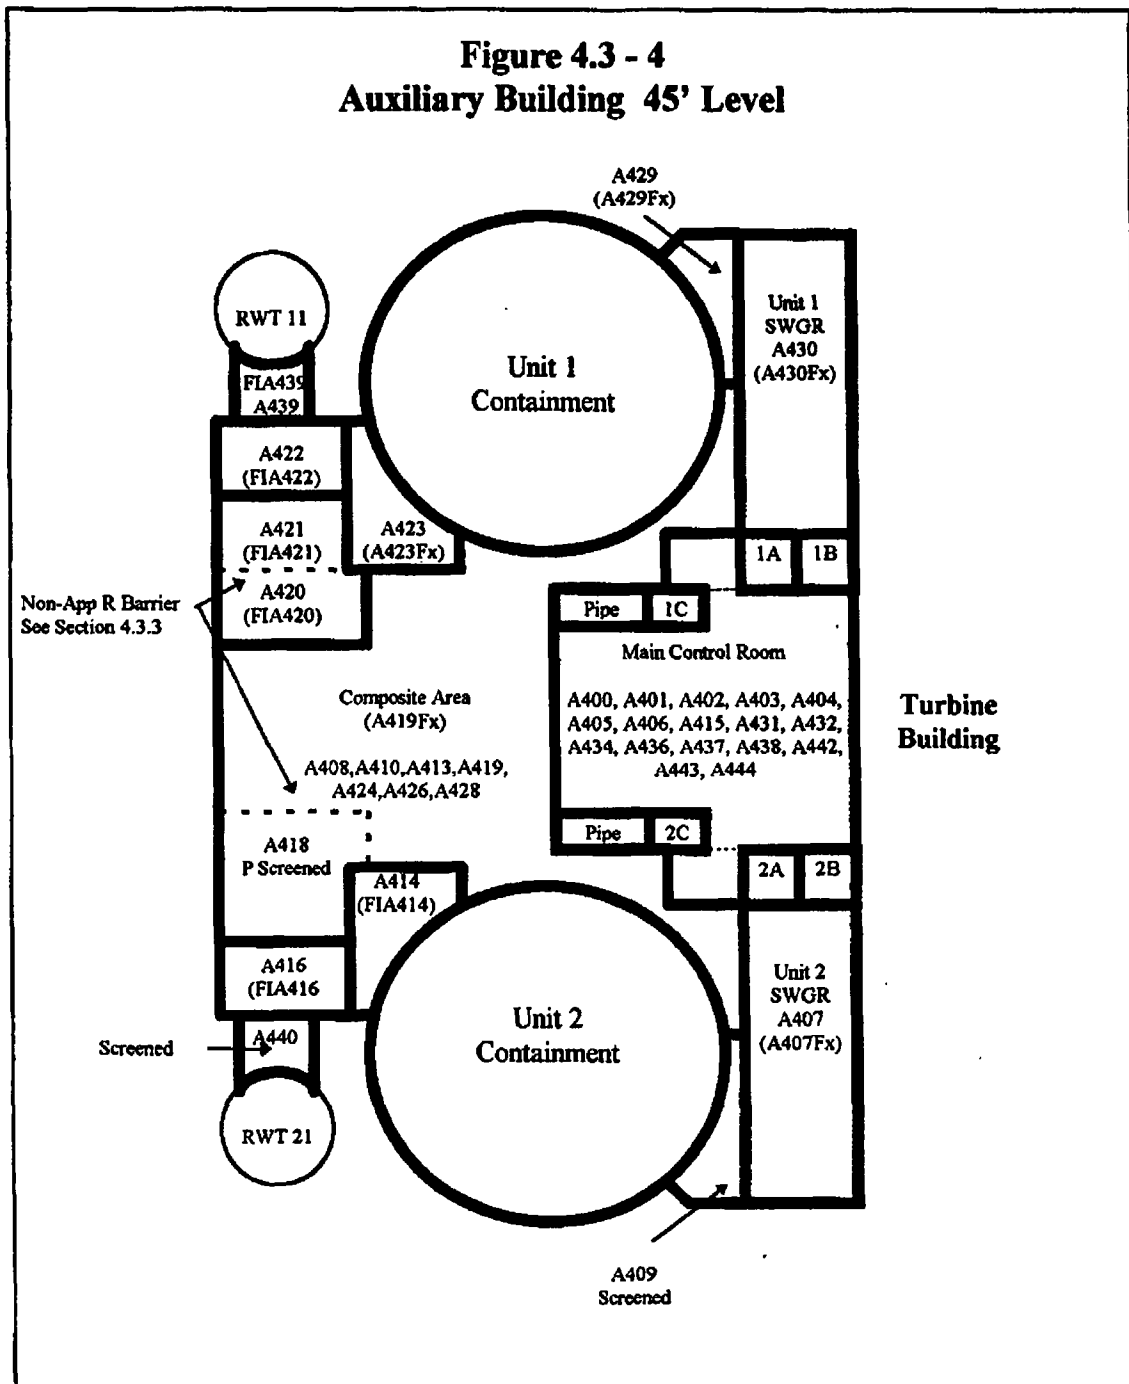 Figure 4.3 - 4
Auxiliary Building 45' Level
A429
(A429Fx)
RWT 11
FIA439
A439
Unit 1
Containment
Unit 1
SWGR
A430
(A430Fx)
A422
(FIA422)
A421
(FIA421)
A423
(A423Fx)
1A
1B
A420
(FIA420)
Non-App R Barrier
See Section 4.3.3
Pipe
1C
Main Control Room
A400, A401, A402, A403, A404,
A405, A406, A415, A431, A432,
A434, A436, A437, A438, A442,
A443, A444
Turbine
Building
Composite Area
(A419Fx)
A408,A410,A413,A419,
A424,A426,A428
A418
P Screened
A414
(FIA414)
Pipe
2C
2A
2B
A416
(FIA416
Screened
A440
RWT 21
Unit 2
Containment
Unit 2
SWGR
A407
(A407Fx)
A409
Screened